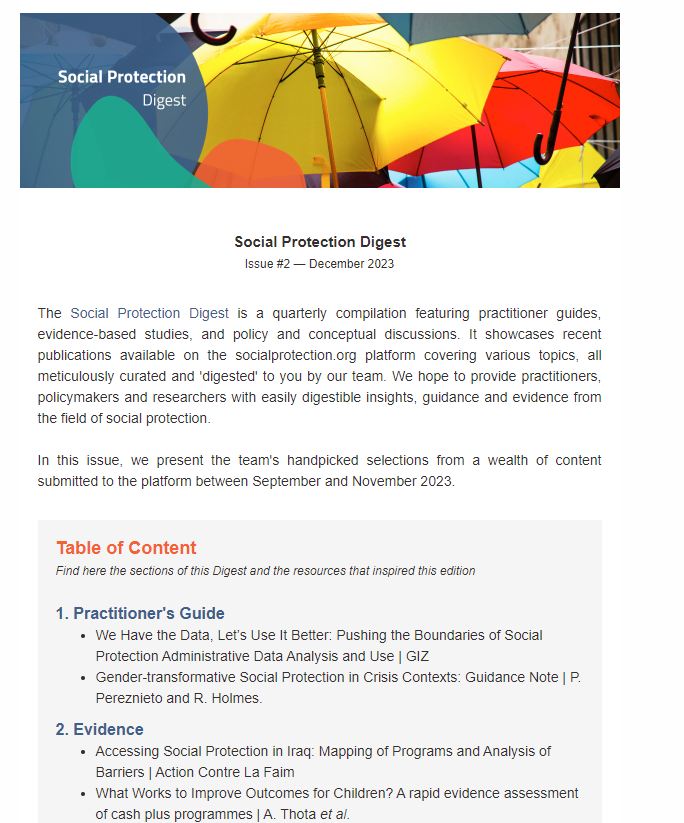 Social Protection
Digest
Social Protection Digest
Issue #2 — December 2023
The Social Protection Digest is a quarterly compilation featuring practitioner guides,
evidence-based studies, and policy and conceptual discussions. It showcases recent
publications available on the socialprotection.org platform covering various topics, all
meticulously curated and 'digested' to you by our team. We hope to provide practitioners,
policymakers and researchers with easily digestible insights, guidance and evidence from
the field of social protection.
In this issue, we present the team's handpicked selections from a wealth of content
submitted to the platform between September and November 2023.
Table of Content
Find here the sections of this Digest and the resources that inspired this edition
1. Practitioner's Guide
• We Have the Data, Let’s Use It Better: Pushing the Boundaries of Social
Protection Administrative Data Analysis and Use | GIZ
• Gender-transformative Social Protection in Crisis Contexts: Guidance Note | P.
Pereznieto and R. Holmes.
2. Evidence
• Accessing Social Protection in Iraq: Mapping of Programs and Analysis of
Barriers | Action Contre La Faim
• What Works to Improve Outcomes for Children? A rapid evidence assessment
of cash plus programmes | A. Thota et al.